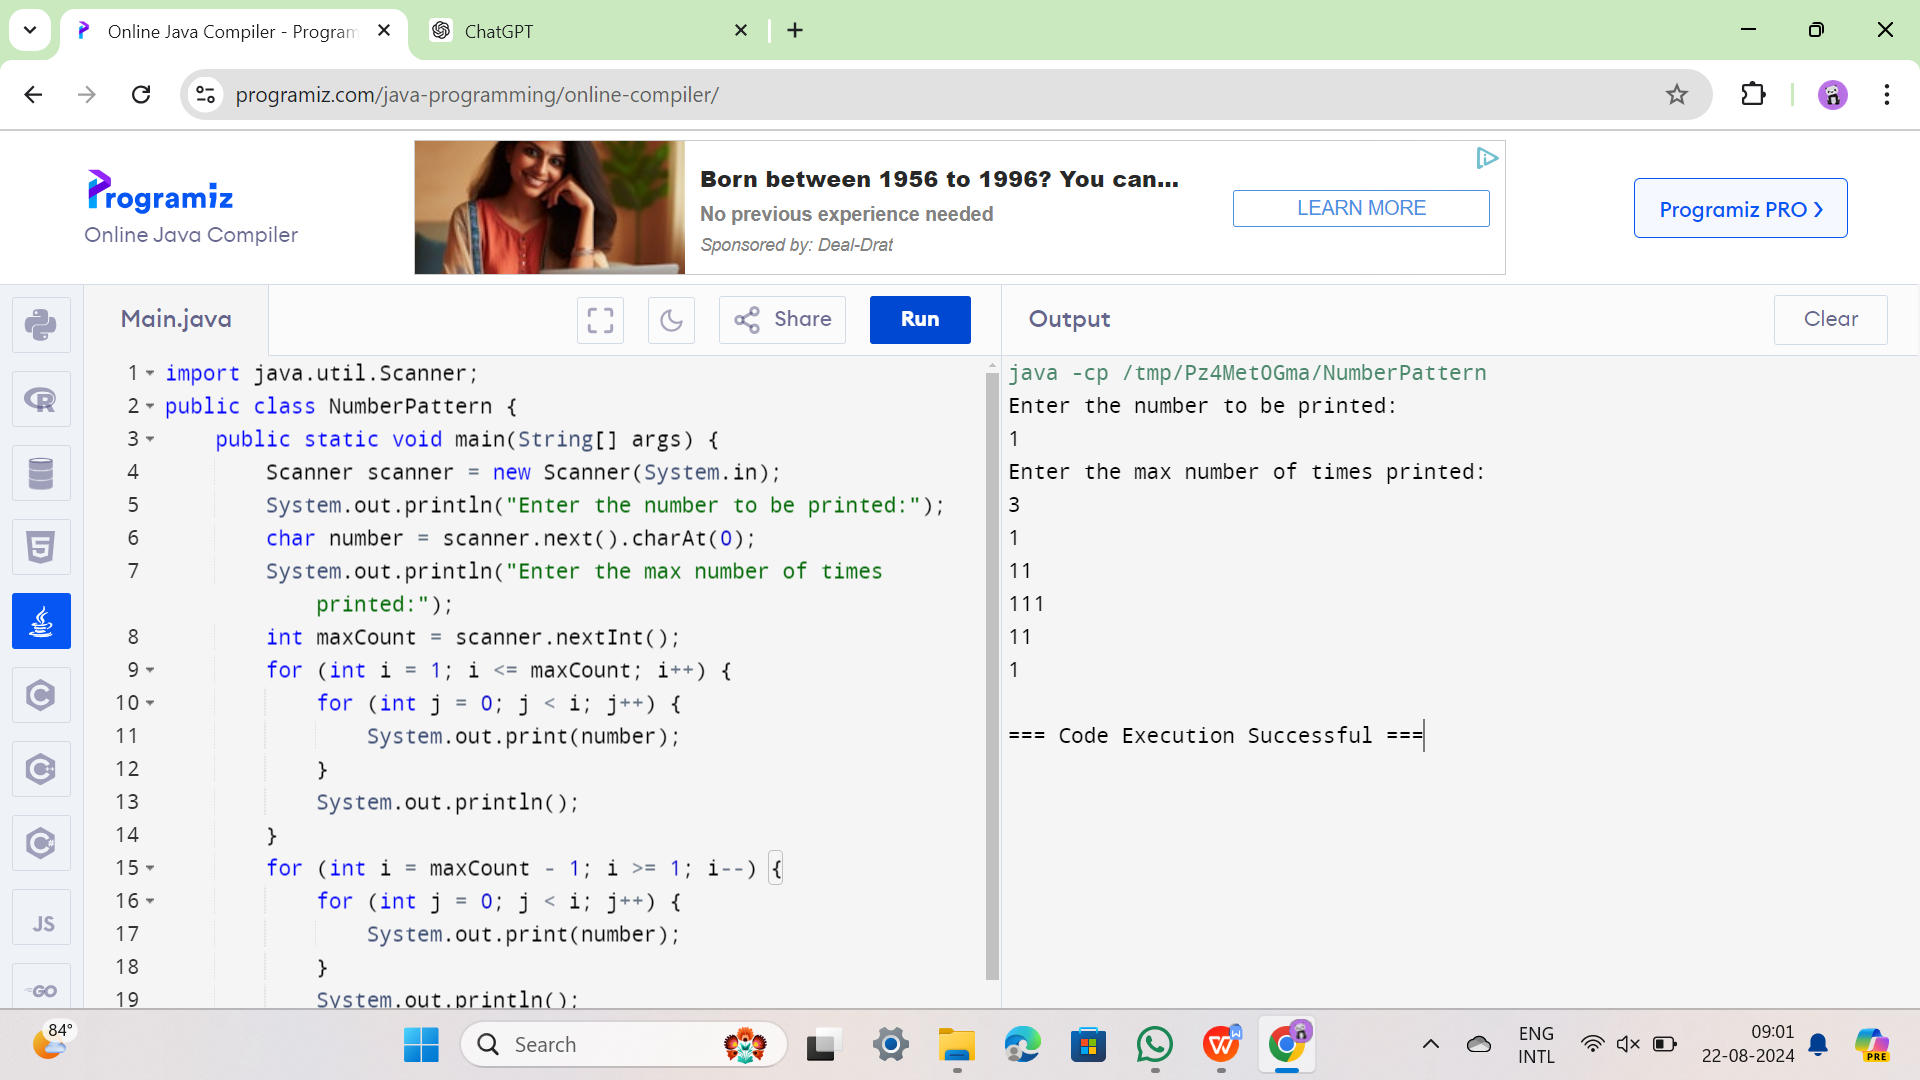 Online Java Compiler - Program
ChatGPT
programiz.com/java-programming/online-compiler/
Programiz
Online Java Compiler
Born between 1956 to 1996? You can...
No previous experience needed
Sponsored by: Deal-Drat
LEARN MORE
Programiz PRO ❯
Main.java
Share
Run
Output
Clear
1 import java.util.Scanner;
2 public class NumberPattern {
3     public static void main(String[] args) {
4         Scanner scanner = new Scanner(System.in);
5         System.out.println("Enter the number to be printed:");
6         char number = scanner.next().charAt(0);
7         System.out.println("Enter the max number of times
            printed:");
8         int maxCount = scanner.nextInt();
9         for (int i = 1; i <= maxCount; i++) {
10             for (int j = 0; j < i; j++) {
11                 System.out.print(number);
12             }
13             System.out.println();
14         }
15         for (int i = maxCount - 1; i >= 1; i--) {
16             for (int j = 0; j < i; j++) {
17                 System.out.print(number);
18             }
19             System.out.println();
java -cp /tmp/Pz4MetOGma/NumberPattern
Enter the number to be printed:
1
Enter the max number of times printed:
3
1
11
111
11
1
=== Code Execution Successful ===
R
5
C
C
C#
JS
GO
84°
Search
W
W
ENG
INTL
09:01
22-08-2024
PRE